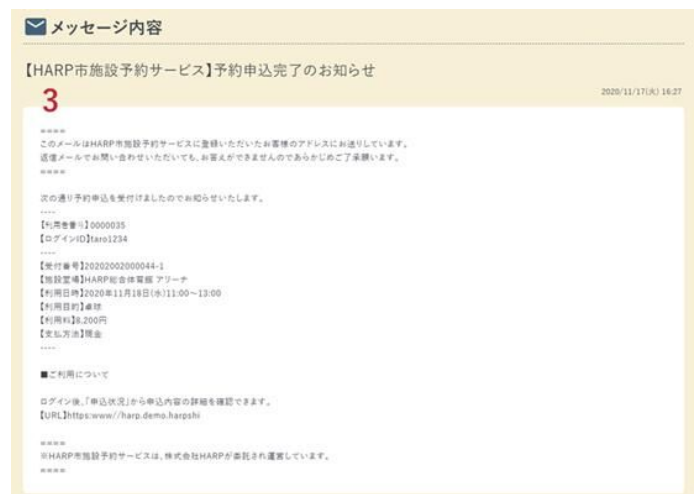 メッセージ内容
【HARP市施設予約サービス】予約申込完了のお知らせ
3
2020/11/17(火) 16:27
====
このメールはHARP市施設予約サービスに登録いただいたお客様のアドレスにお送りしています。
返信メールでお問い合わせいただいても、お答えができませんのであらかじめご了承願います。
====
次の通り予約申込を受付けましたのでお知らせいたします。
----
【利用者番号】0000035
【ログインID】taro1234
----
【受付番号】20202002000044-1
【施設室場】HARP総合体育館 アリーナ
【利用日時】2020年11月18日(水)11:00～13:00
【利用目的】卓球
【利用料】8,200円
【支払方法】現金
----
■ご利用について
ログイン後、「申込状況」から申込内容の詳細を確認できます。
【URL】https:www//harp.demo.harpshi
====
※HARP市施設予約サービスは、株式会社HARPが委託され運営しています。
====